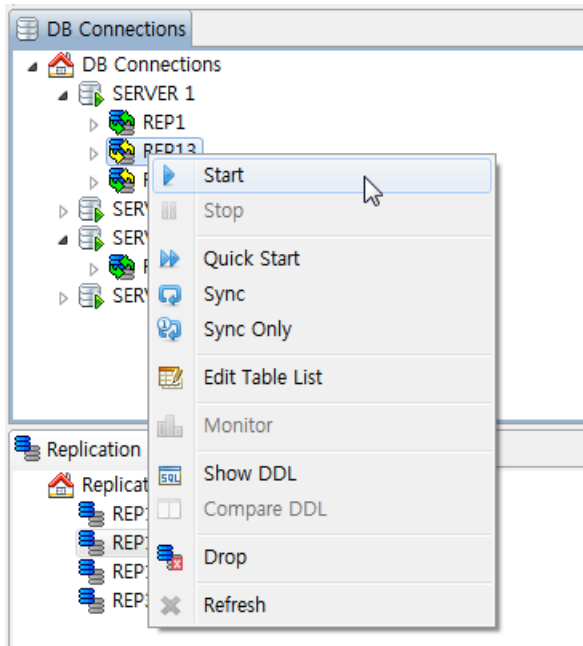 DB Connections
DB Connections
SERVER 1
REP1
REP13
Start
Stop
Quick Start
Sync
Sync Only
Edit Table List
Monitor
Show DDL
Compare DDL
Drop
Refresh
Replication